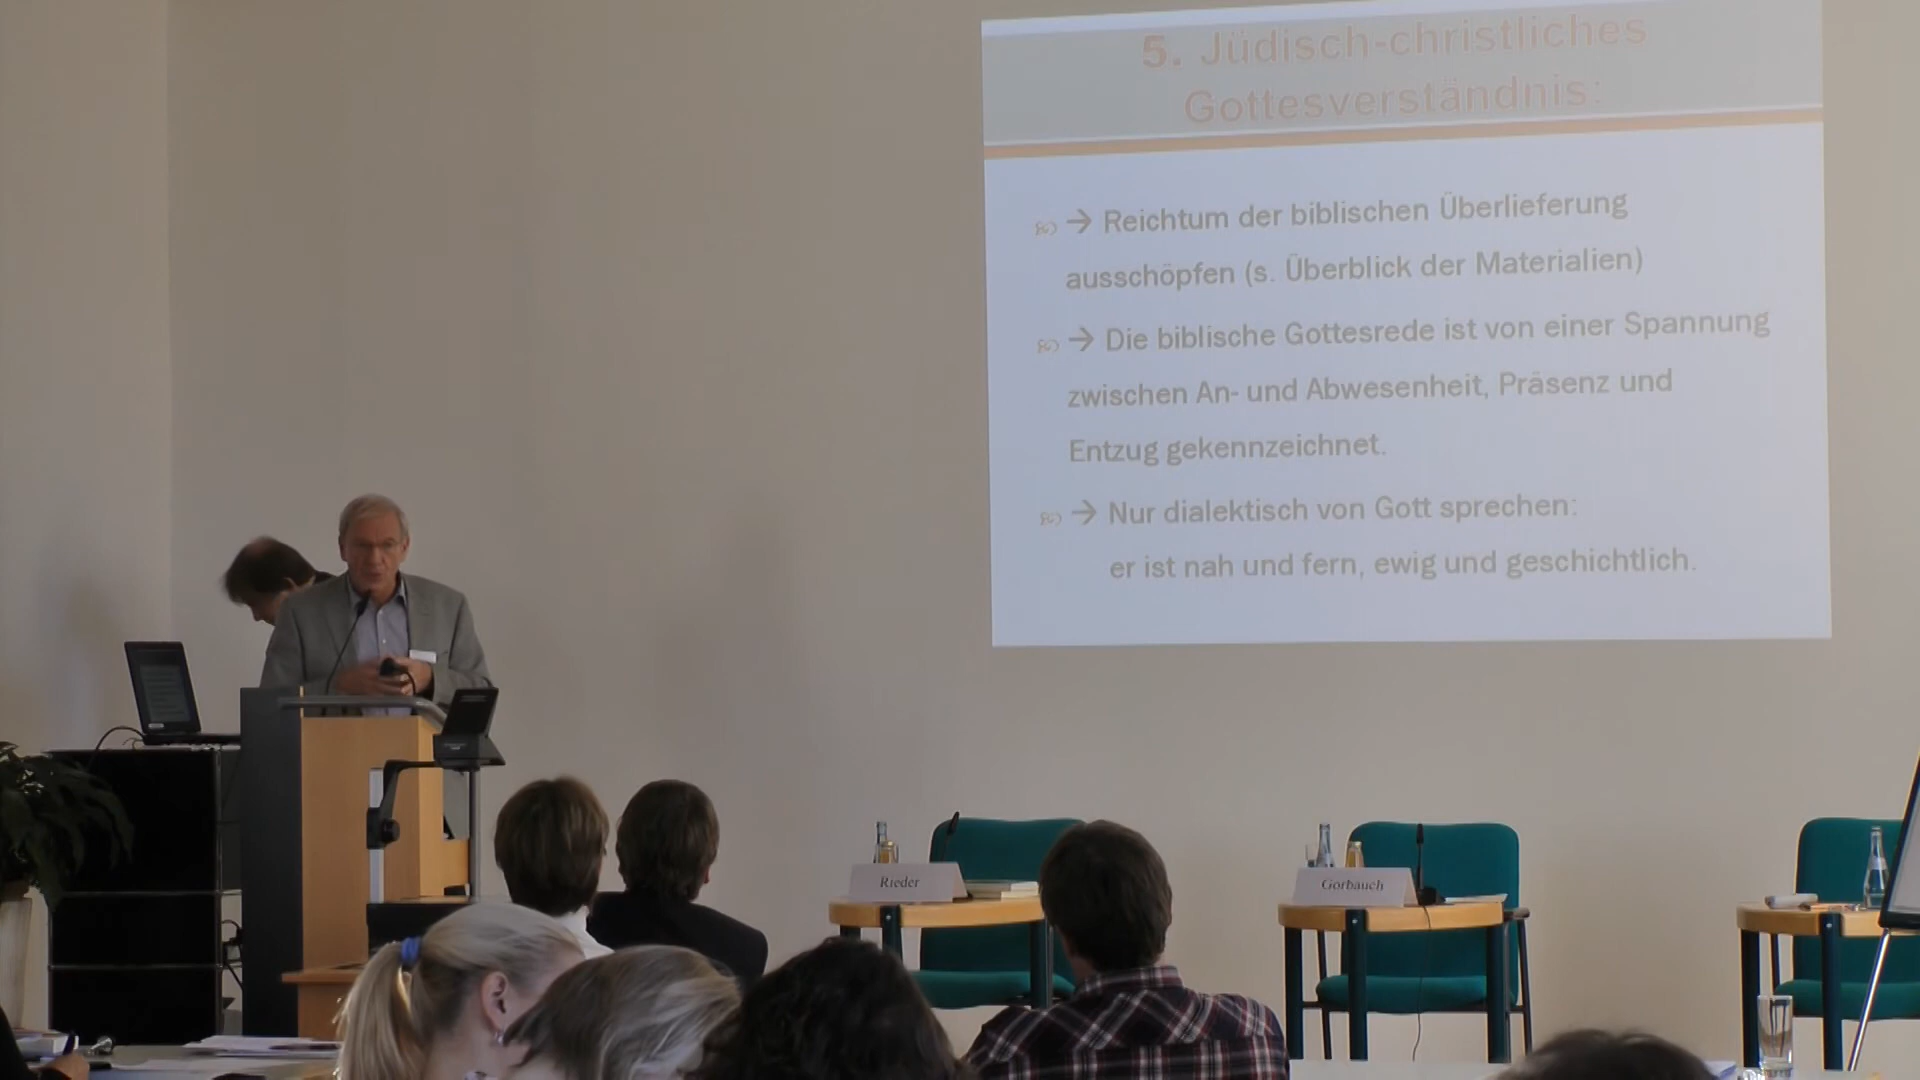 5. Jüdisch-christliches
Gottesverständnis:
→ Reichtum der biblischen Überlieferung
ausschöpfen (s. Überblick der Materialien)
→ Die biblische Gottesrede ist von einer Spannung
zwischen An- und Abwesenheit, Präsenz und
Entzug gekennzeichnet.
→ Nur dialektisch von Gott sprechen:
er ist nah und fern, ewig und geschichtlich.
Rieder
Gorbauch